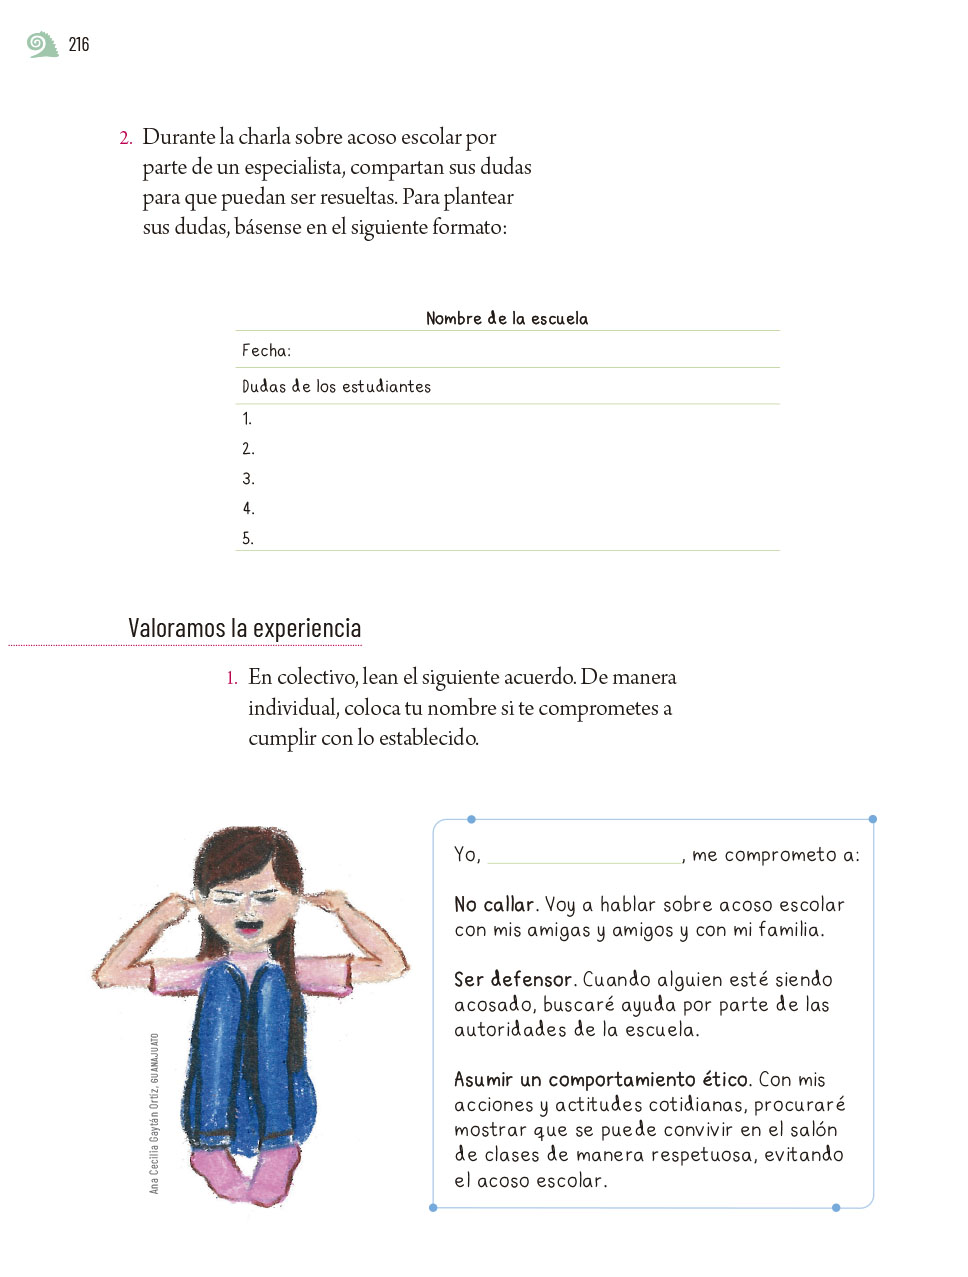 216
2. Durante la charla sobre acoso escolar por
parte de un especialista, compartan sus dudas
para que puedan ser resueltas. Para plantear
sus dudas, básense en el siguiente formato:
Nombre de la escuela
Fecha:
Dudas de los estudiantes
1.
2.
3.
4.
5.
Valoramos la experiencia
1. En colectivo, lean el siguiente acuerdo. De manera
individual, coloca tu nombre si te comprometes a
cumplir con lo establecido.
Yo, ____________________, me comprometo a:
No callar. Voy a hablar sobre acoso escolar
con mis amigas y amigos y con mi familia.
Ser defensor. Cuando alguien esté siendo
acosado, buscaré ayuda por parte de las
autoridades de la escuela.
Asumir un comportamiento ético. Con mis
acciones y actitudes cotidianas, procuraré
mostrar que se puede convivir en el salón
de clases de manera respetuosa, evitando
el acoso escolar.
Ana Cecilia Gaytán Ortiz, GUANAJUATO